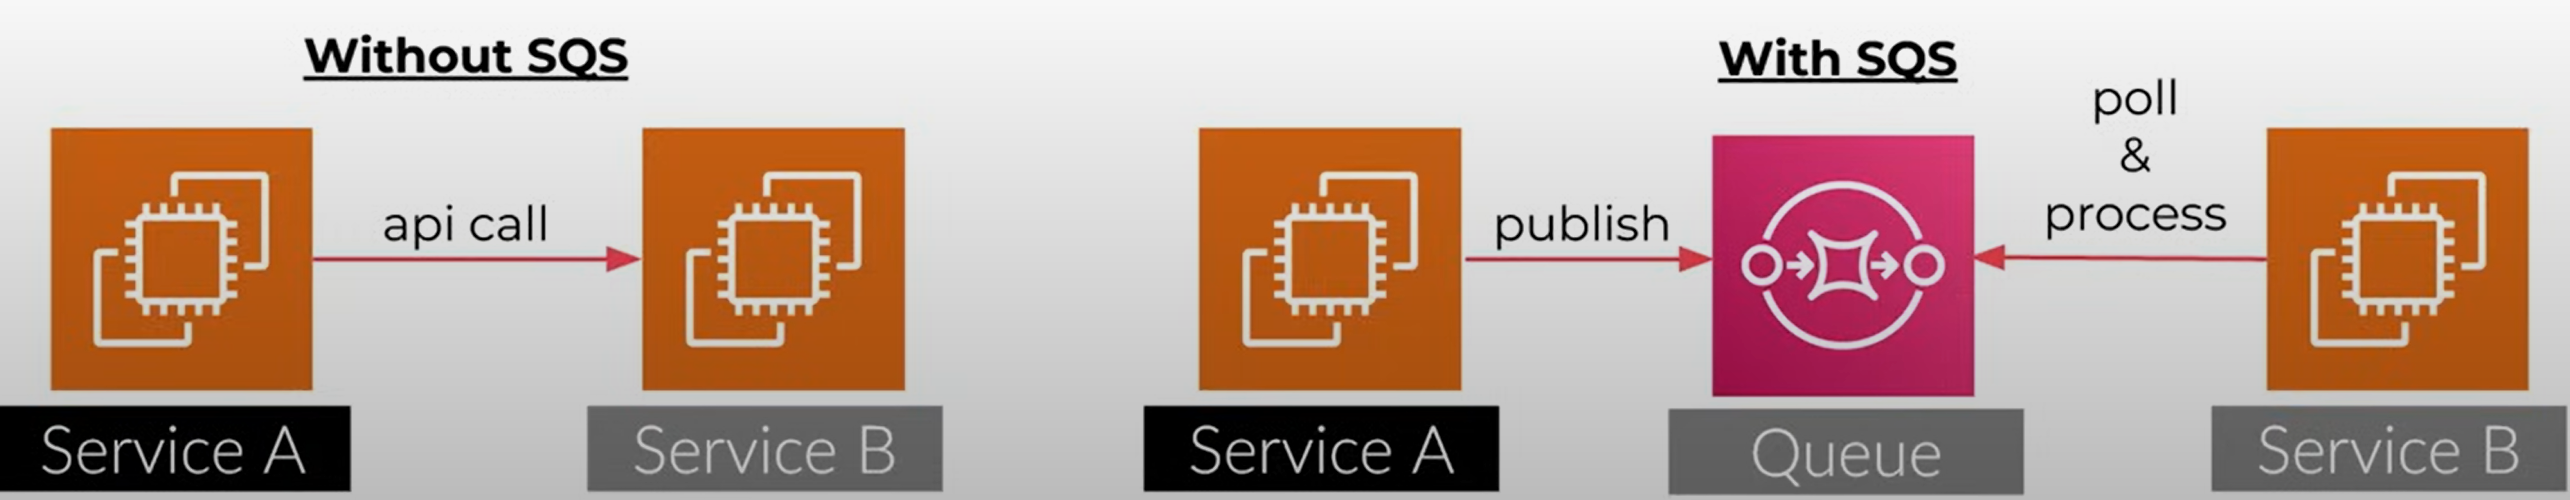 Without SQS
api call
Service A
Service B
With SQS
publish
poll
&
process
Service A
Queue
Service B